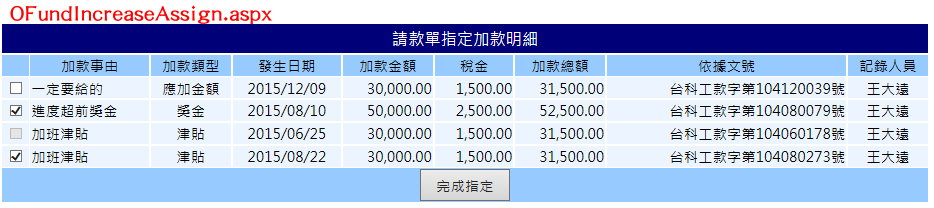 OFundIncreaseAssign.aspx
請款單指定加款明細
加款事由 加款類型 發生日期 加款金額 稅金 加款總額 依據文號 記錄人員
一定要給的 應加金額 2015/12/09 30,000.00 1,500.00 31,500.00 台科工款字第104120039號 王大遠
進度超前獎金 獎金 2015/08/10 50,000.00 2,500.00 52,500.00 台科工款字第104080079號 王大遠
加班津貼 津貼 2015/06/25 30,000.00 1,500.00 31,500.00 台科工款字第104060178號 王大遠
加班津貼 津貼 2015/08/22 30,000.00 1,500.00 31,500.00 台科工款字第104080273號 王大遠
完成指定